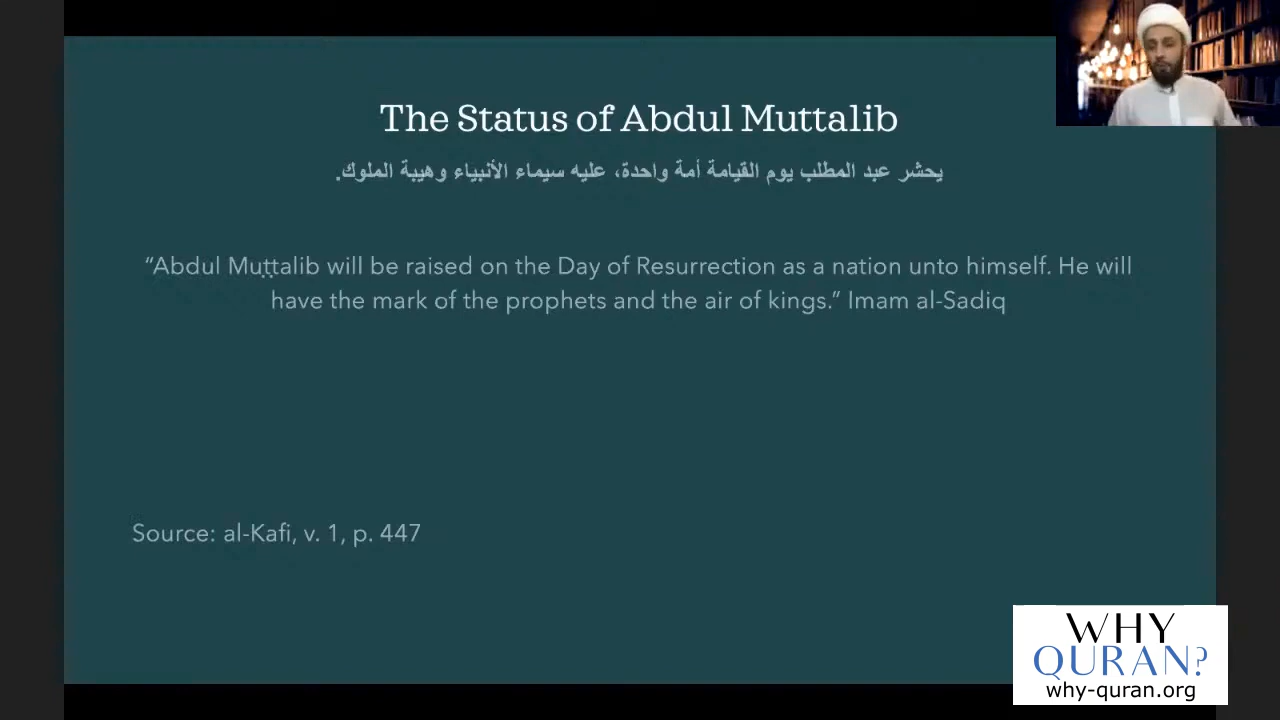 The Status of Abdul Muttalib
يحشر عبد المطلب يوم القيامة أمة واحدة، عليه سيماء الأنبياء وهيبة الملوك.
“Abdul Muṭṭalib will be raised on the Day of Resurrection as a nation unto himself. He will
have the mark of the prophets and the air of kings.” Imam al-Sadiq
Source: al-Kafi, v. 1, p. 447
WHY
QURAN?
why-quran.org